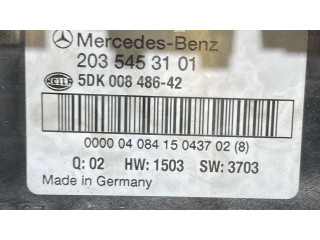 Mercedes-Benz
203 545 31 01
HELLA 5DK 008 486-42
0000 04 084 15 0437 02 (8)
Q: 02 HW: 1503 SW: 3703
Made in Germany